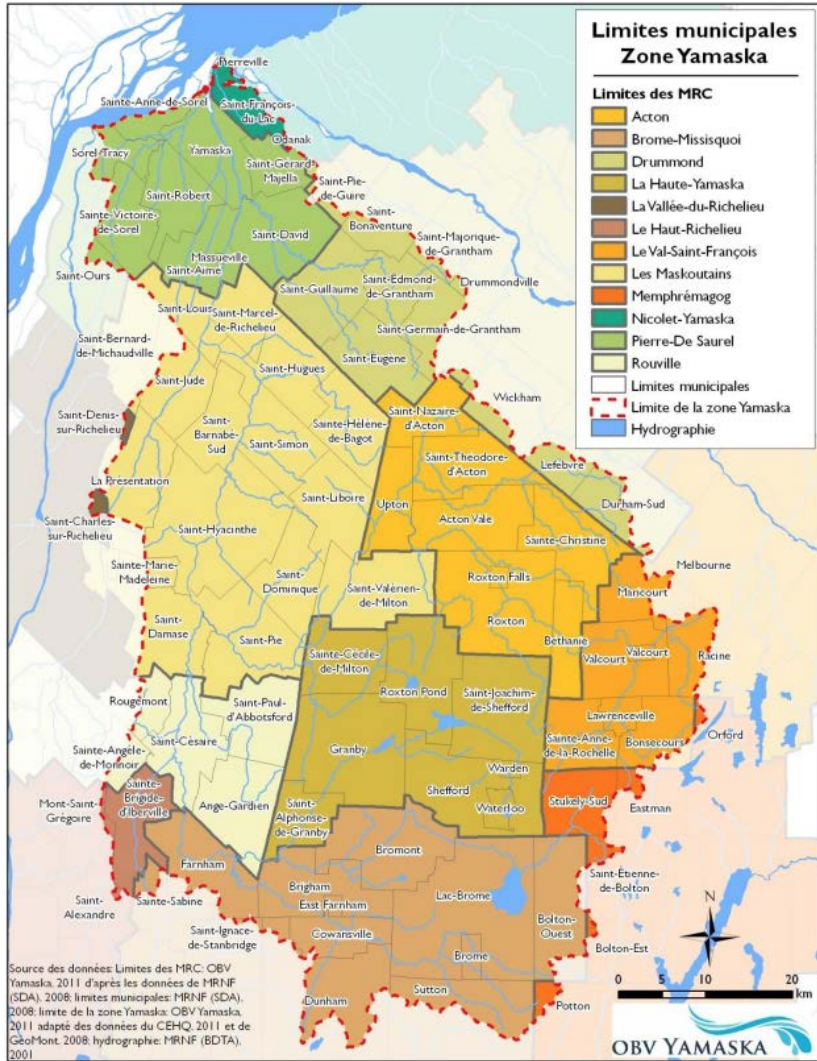 Limites municipales
Zone Yamaska
Limites des MRC
Acton
Brome-Missisquoi
Drummond
La Haute-Yamaska
La Vallée-du-Richelieu
Le Haut-Richelieu
Le Val-Saint-François
Les Maskoutains
Memphrémagog
Nicolet-Yamaska
Pierre-De Saurel
Rouville
Limites municipales
Limite de la zone Yamaska
Hydrographie
Pierreville
Sainte-Anne-de-Sorel
Saint-François-
du-Lac
Odanak
Sorel-Tracy
Yamaska
Saint-Gérard-
Majella
Saint-Pie-
de-Guire
Saint-Robert
Sainte-Victoire-
de-Sorel
Saint-David
Saint-
Bonaventure
Saint-Majorique-
de-Grantham
Massueville
Saint-Aimé
Saint-Ours
Drummondville
Saint-Guillaume
Saint-Edmond-
de-Grantham
Saint-Louis
Saint-Marcel-
de-Richelieu
Saint-Germain-de-Grantham
Saint-Bernard-
de-Michaudville
Saint-Eugène
Saint-Hugues
Saint-Jude
Wickham
Saint-Denis-
sur-Richelieu
Saint-
Barnabé-
Sud
Saint-Simon
Sainte-Hélène-
de-Bagot
Saint-Nazaire-
d'Acton
Saint-Théodore-
d'Acton
Lefebvre
La Présentation
Saint-Liboire
Upton
Durham-Sud
Acton Vale
Saint-Charles-
sur-Richelieu
Saint-Hyacinthe
Sainte-Christine
Sainte-Marie-
Madeleine
Saint-
Dominique
Saint-Valérien-
de-Milton
Roxton Falls
Melbourne
Maricourt
Saint-
Damase
Saint-Pie
Roxton
Béthanie
Sainte-Cécile-
de-Milton
Valcourt
Valcourt
Racine
Rougemont
Saint-Paul-
d'Abbotsford
Roxton Pond
Saint-Joachim-
de-Shefford
Lawrenceville
Saint-Césaire
Sainte-Angèle-
de-Monnoir
Granby
Sainte-Anne-
de-la-Rochelle
Bonsecours
Orford
Warden
Mont-Saint-
Grégoire
Sainte-
Brigide-
d'Iberville
Ange-Gardien
Saint-
Alphonse-
de-Granby
Shefford
Waterloo
Stukely-Sud
Eastman
Farnham
Bromont
Saint-Étienne-
de-Bolton
Saint-
Alexandre
Sainte-Sabine
Brigham
East Farnham
Lac-Brome
Saint-Ignace-
de-Stanbridge
Cowansville
Bolton-
Ouest
Bolton-Est
Brome
Dunham
Sutton
Potton
N
0 5 10 20
km
Source des données: Limites des MRC: OBV
Yamaska, 2011 d'après les données de MRNF
(SDA), 2008; limites municipales: MRNF (SDA),
2008; limite de la zone Yamaska: OBV Yamaska,
2011 adapté des données du CEHQ, 2011 et de
GéoMont, 2008; hydrographie: MRNF (BDTA),
2001
OBV YAMASKA